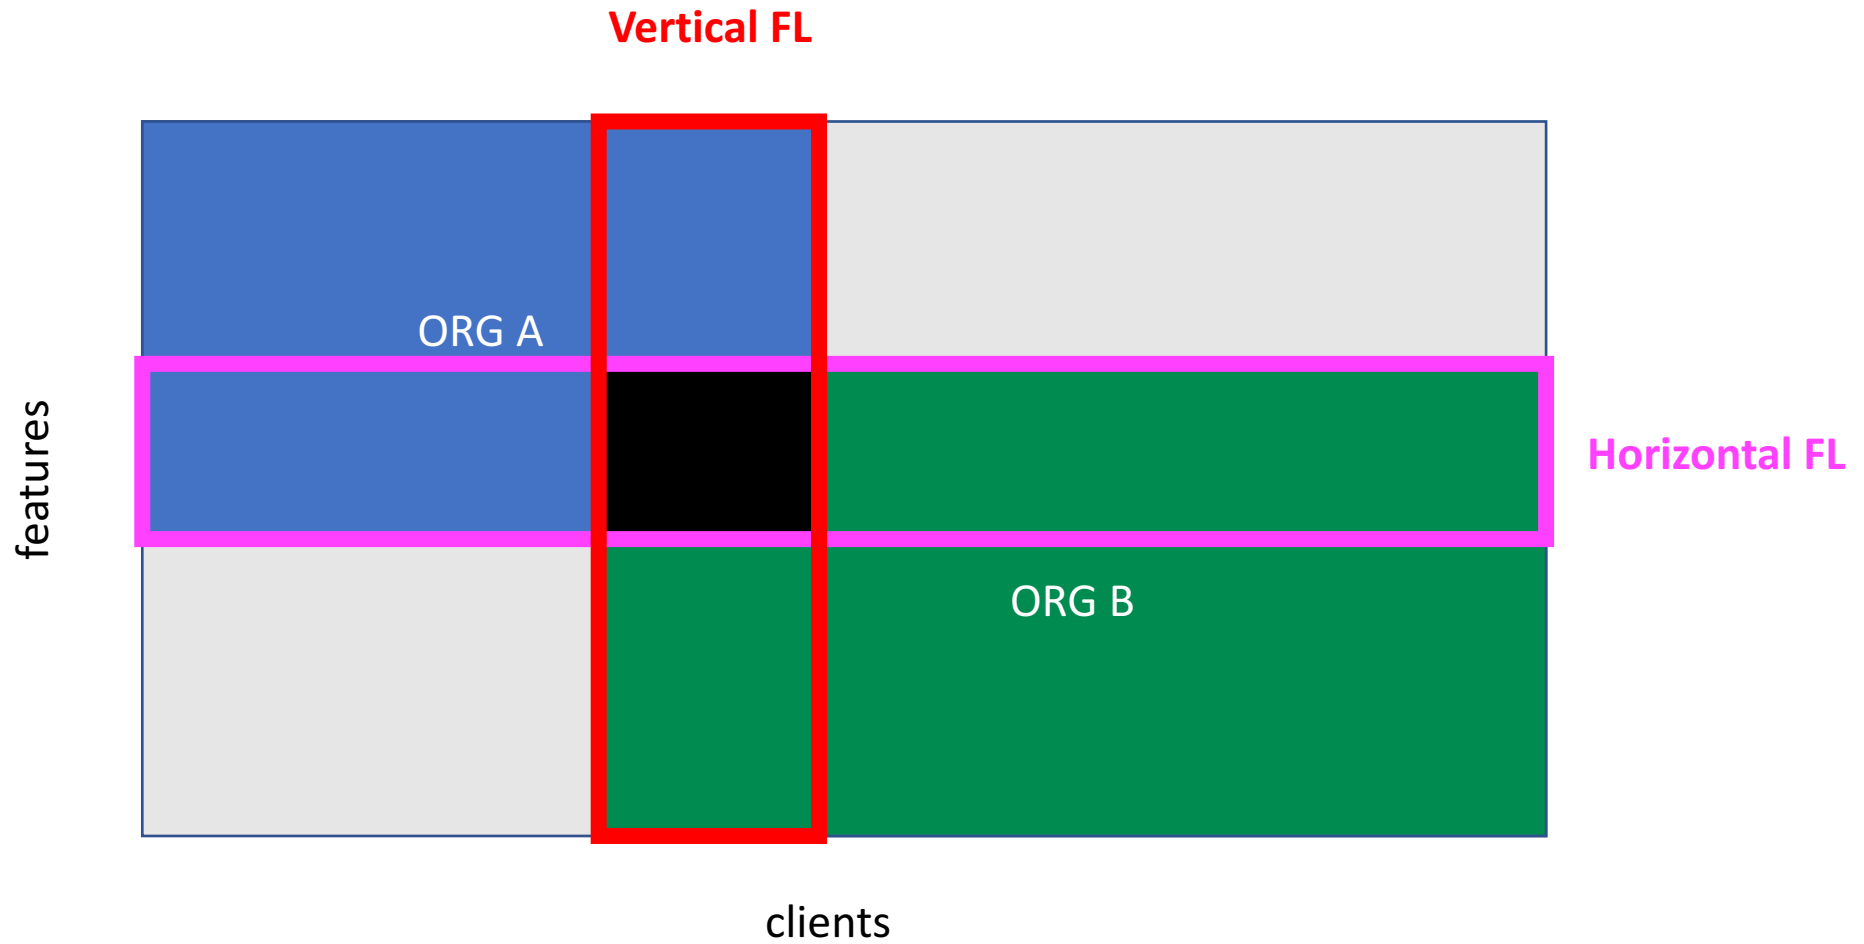 Vertical FL
ORG A
features
Horizontal FL
ORG B
clients